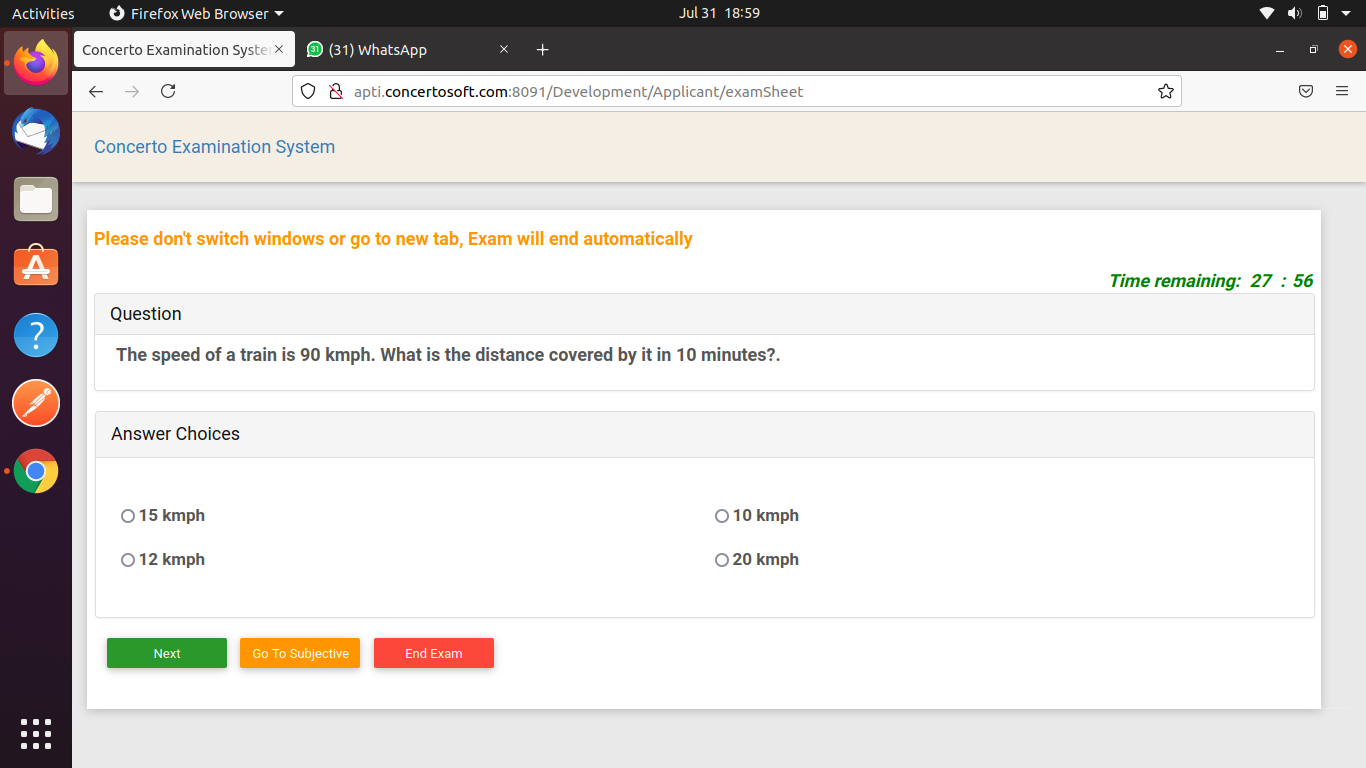 Activities Firefox Web Browser Jul 31 18:59
Concerto Examination Syste (31) WhatsApp
apti.concertosoft.com:8091/Development/Applicant/examSheet
Concerto Examination System
Please don't switch windows or go to new tab, Exam will end automatically
Time remaining: 27 : 56
Question
The speed of a train is 90 kmph. What is the distance covered by it in 10 minutes?.
Answer Choices
15 kmph 10 kmph
12 kmph 20 kmph
Next Go To Subjective End Exam